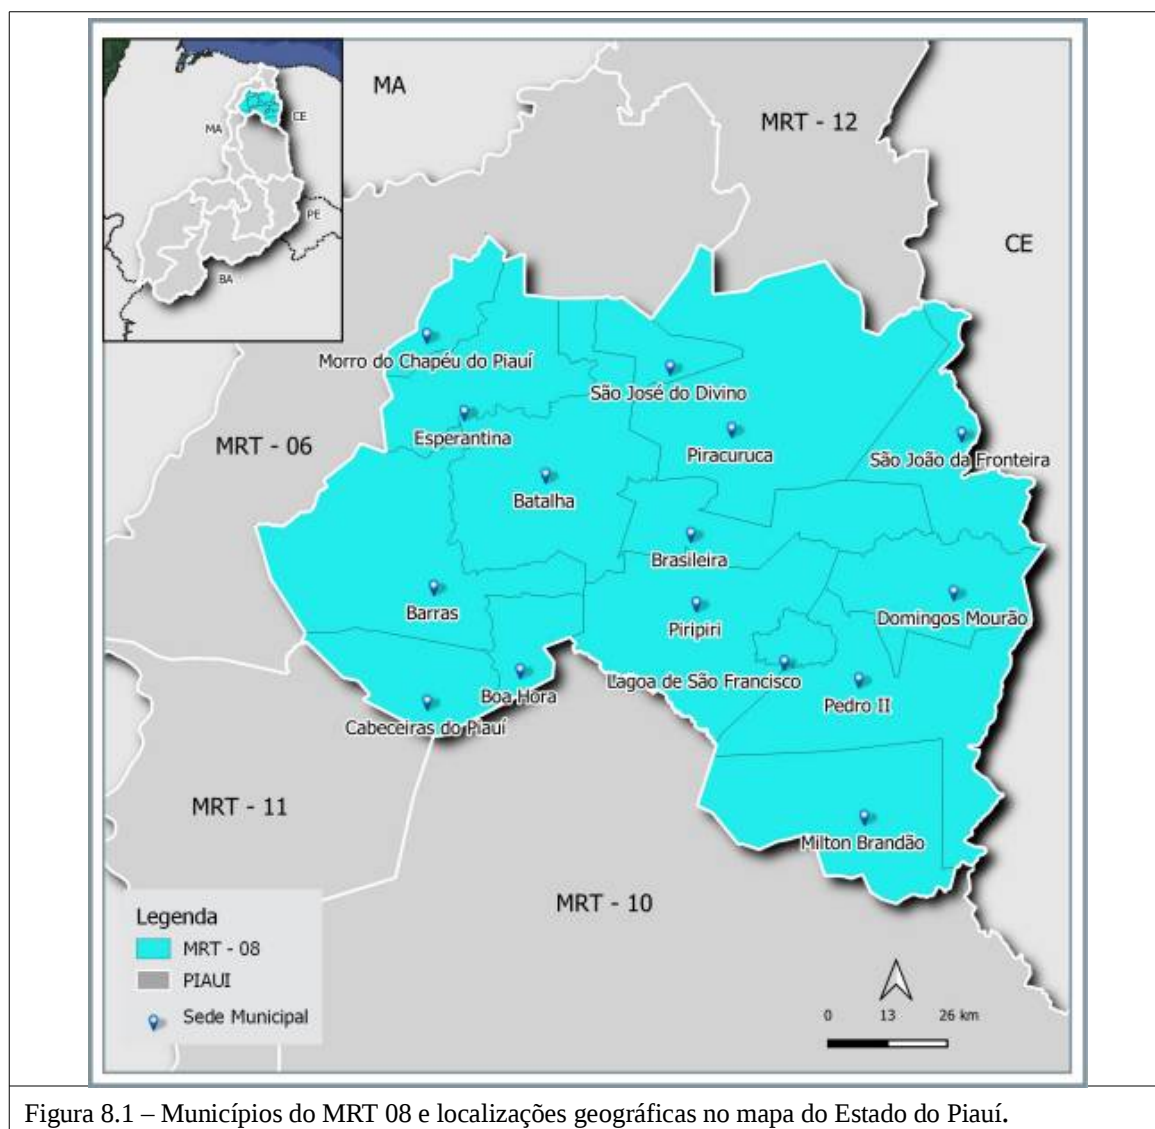 MA
MRT - 12
CE
MA
CE
PE
BA
Morro do Chapéu do Piauí
São José do Divino
MRT - 06
Esperantina
Piracuruca
São João da Fronteira
Batalha
Brasileira
Barras
Piripiri
Domingos Mourão
Lagoa de São Francisco
Boa Hora
Pedro II
Cabeceiras do Piauí
MRT - 11
Milton Brandão
MRT - 10
Legenda
MRT - 08
PIAUI
Sede Municipal
0 13 26 km
Figura 8.1 – Municípios do MRT 08 e localizações geográficas no mapa do Estado do Piauí.